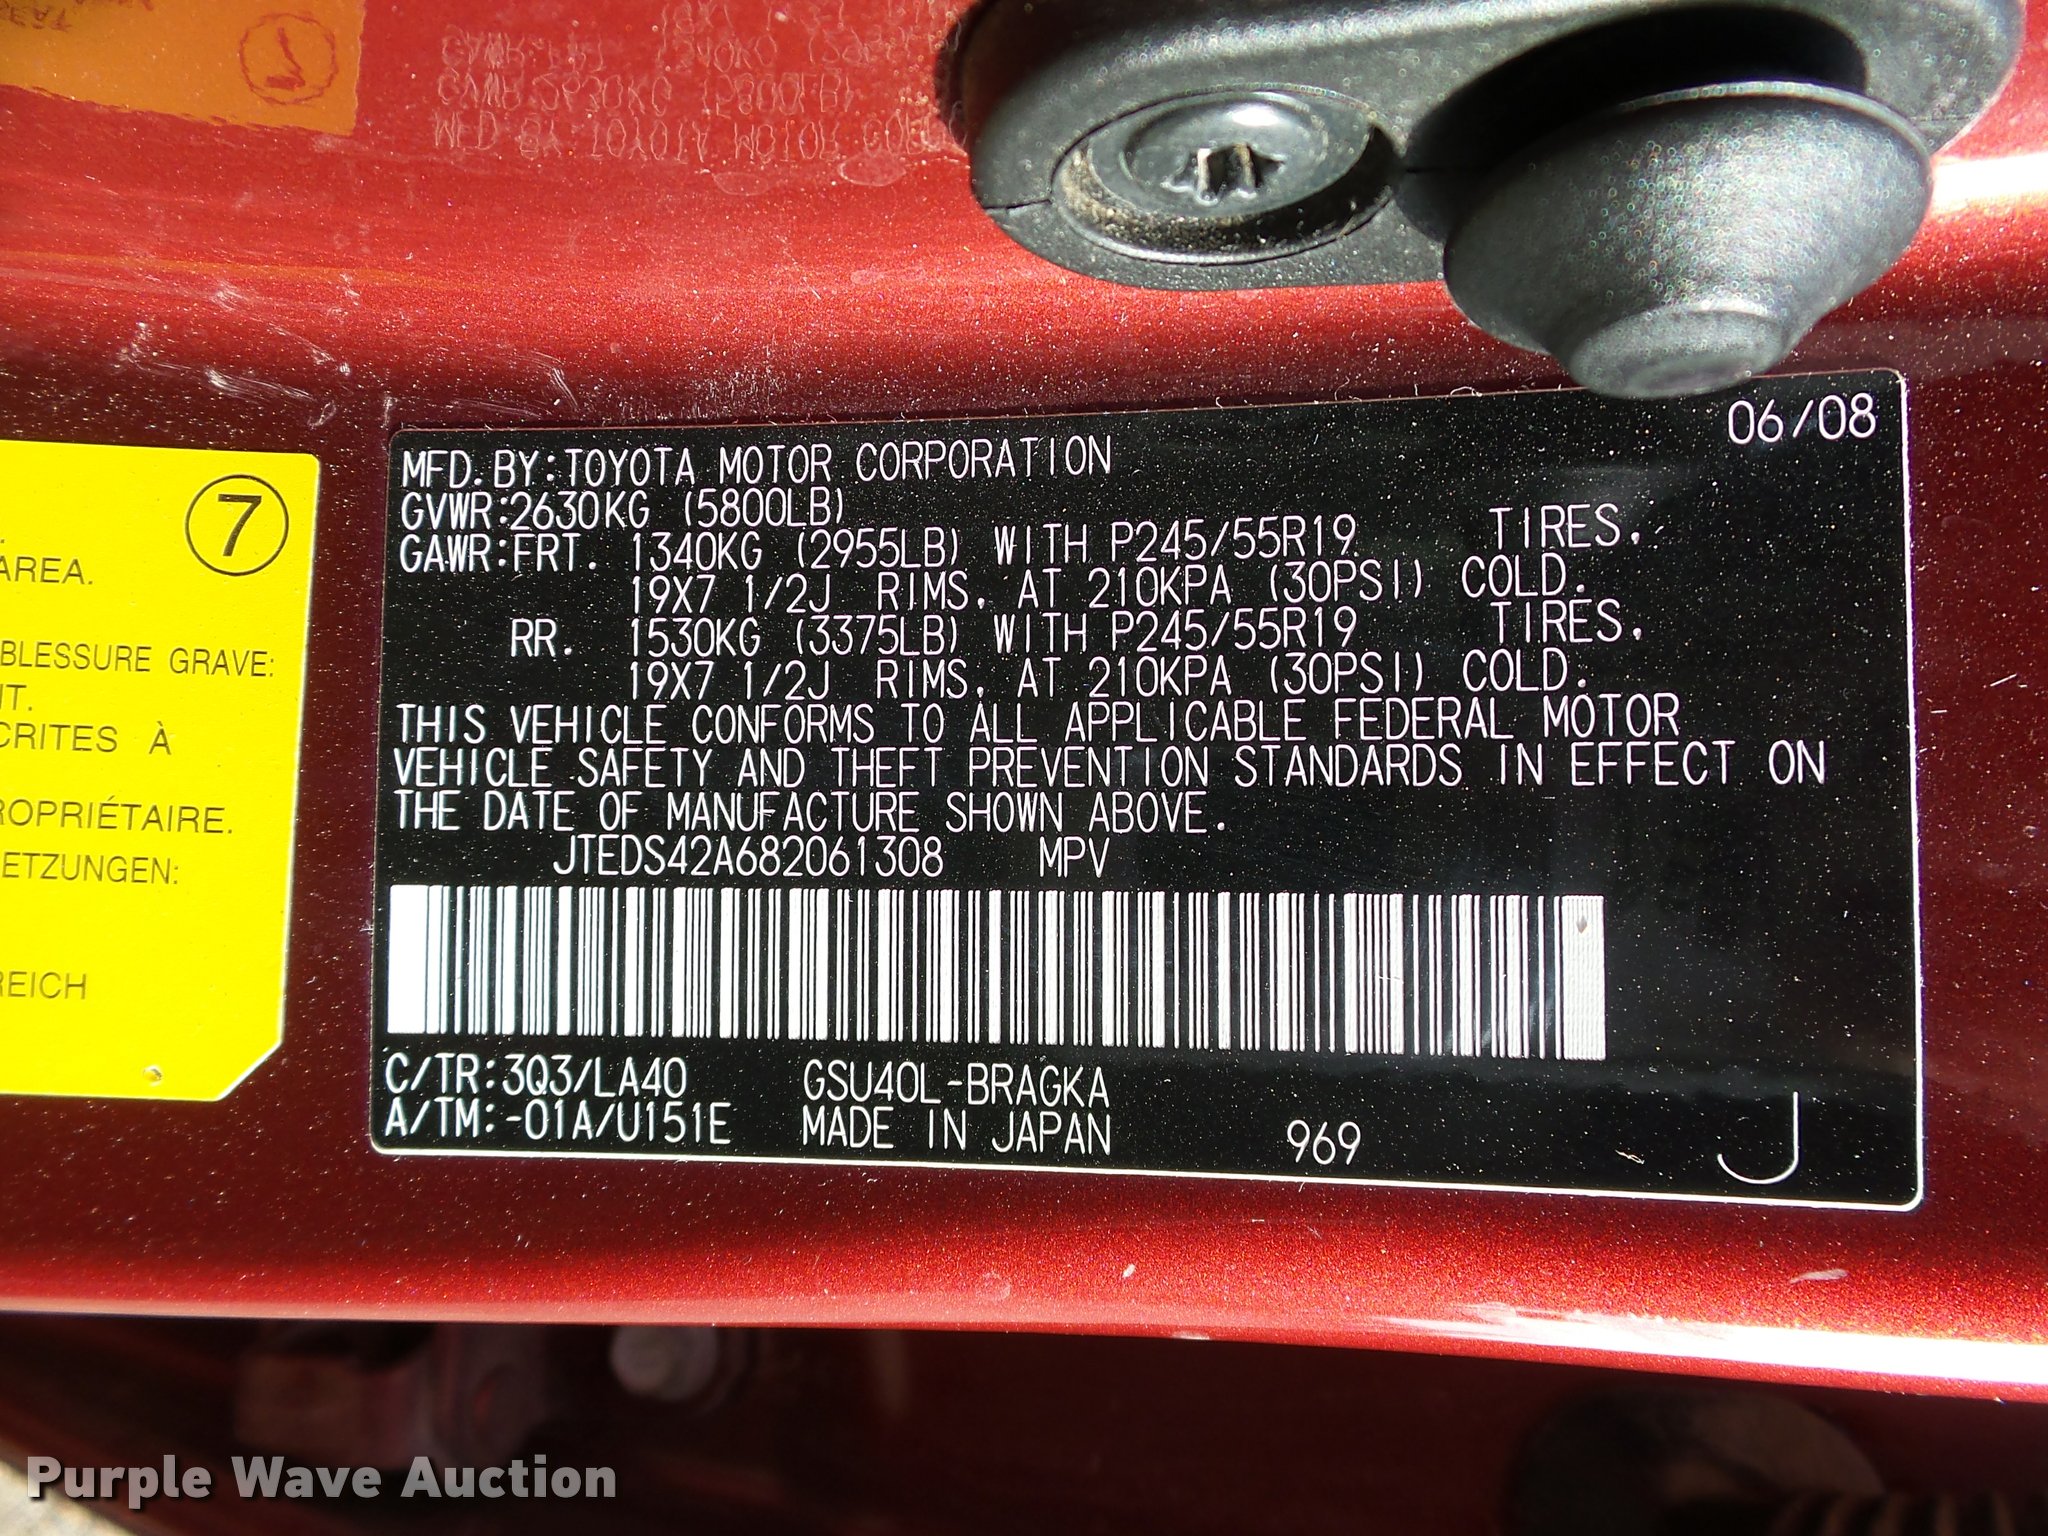 7
AREA.
BLESSURE GRAVE:
NT.
CRITES À
ROPRIÉTAIRE.
ETZUNGEN:
REICH
06/08
MFD. BY: TOYOTA MOTOR CORPORATION
GVWR: 2630KG (5800LB)
GAWR: FRT. 1340KG (2955LB) WITH P245/55R19 TIRES,
19X7 1/2J RIMS, AT 210KPA (30PSI) COLD.
RR. 1530KG (3375LB) WITH P245/55R19 TIRES,
19X7 1/2J RIMS, AT 210KPA (30PSI) COLD.
THIS VEHICLE CONFORMS TO ALL APPLICABLE FEDERAL MOTOR
VEHICLE SAFETY AND THEFT PREVENTION STANDARDS IN EFFECT ON
THE DATE OF MANUFACTURE SHOWN ABOVE.
JTEDS42A682061308 MPV
C/TR: 3Q3/LA40 GSU40L-BRAGKA
A/TM: -01A/U151E MADE IN JAPAN 969 J
Purple Wave Auction